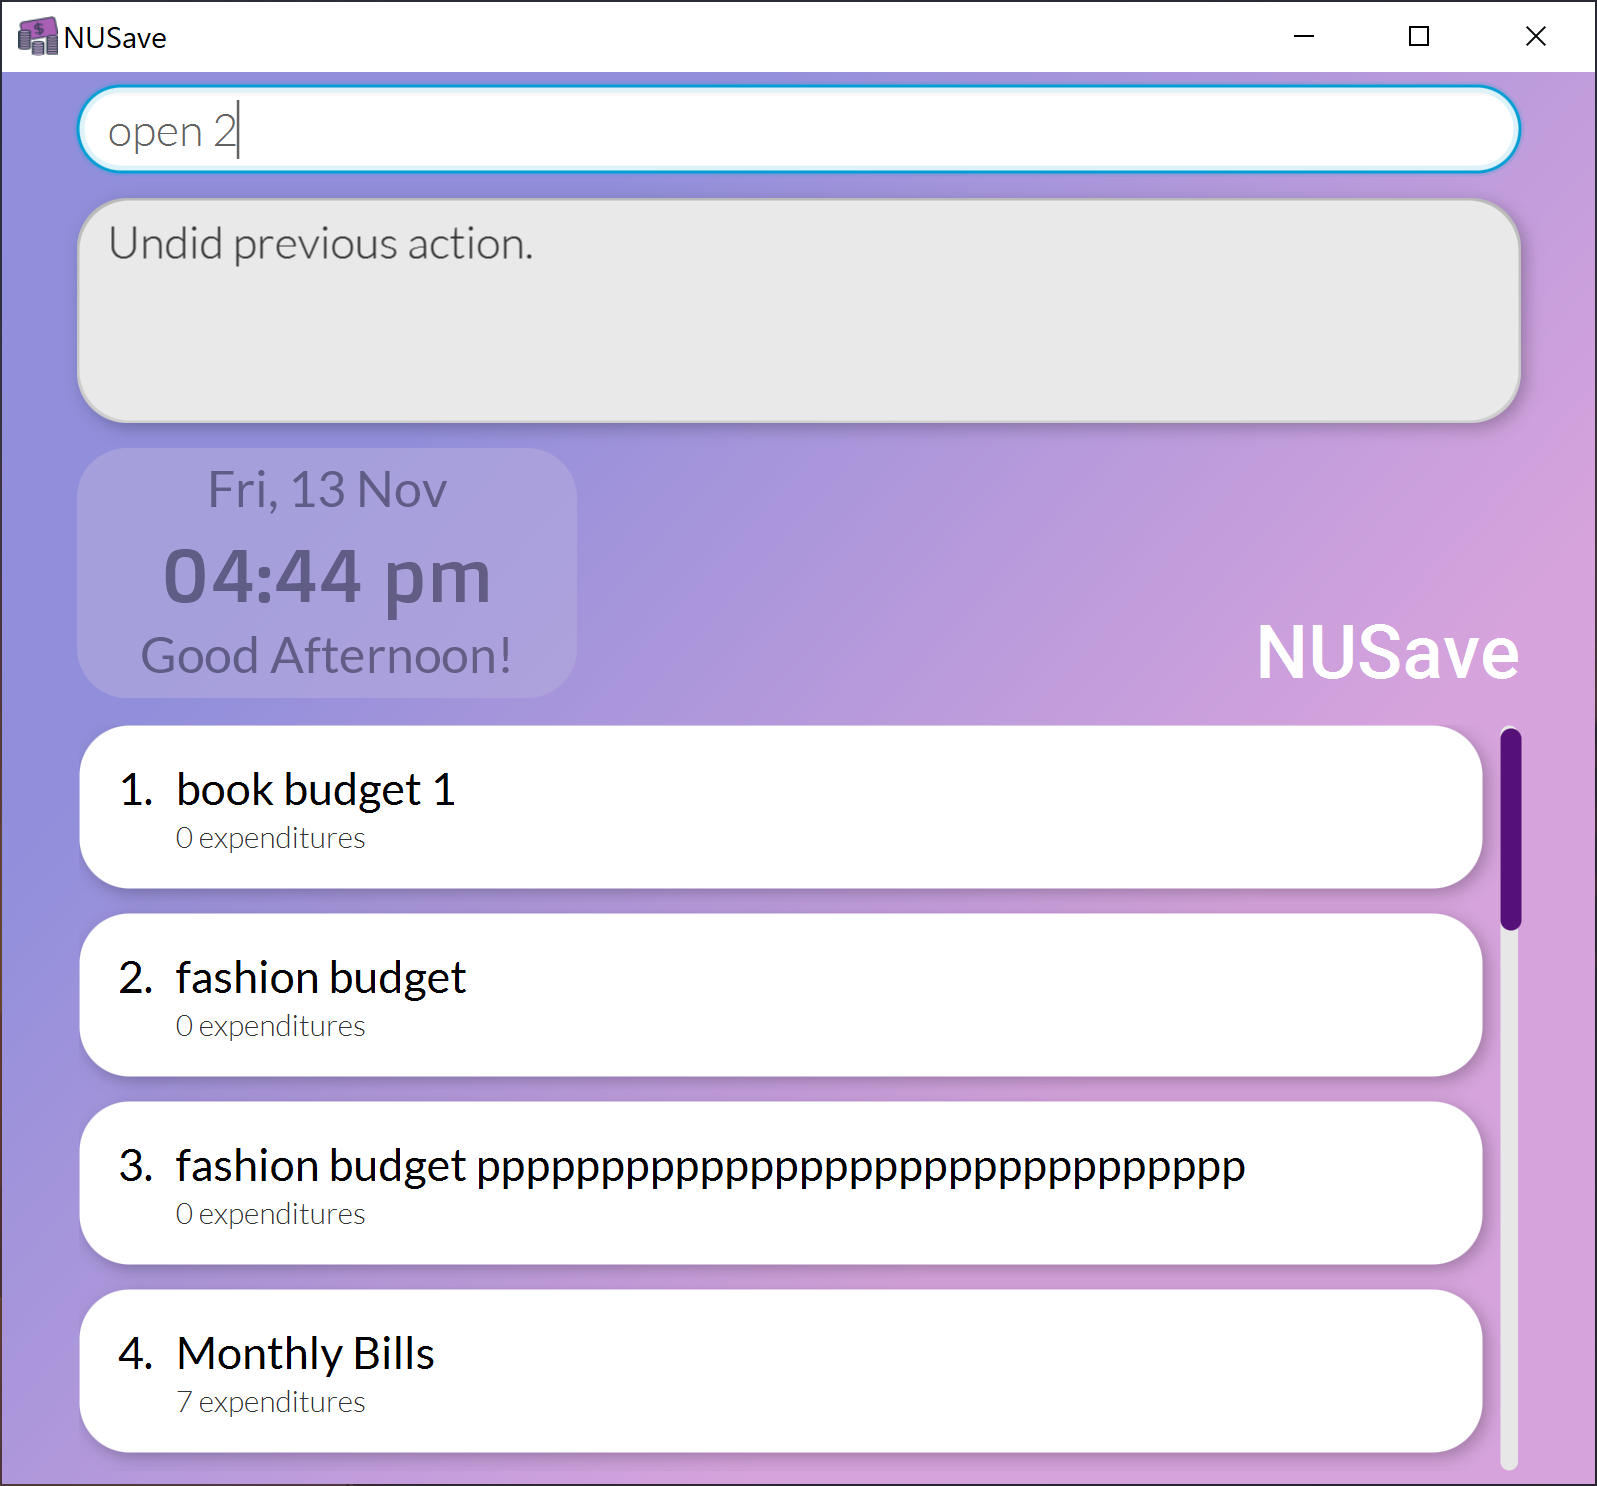 NUSave
open 2
Undid previous action.
Fri, 13 Nov
04:44 pm
Good Afternoon!
NUSave
1. book budget 1
0 expenditures
2. fashion budget
0 expenditures
3. fashion budget ppppppppppppppppppppppppppppppp
0 expenditures
4. Monthly Bills
7 expenditures